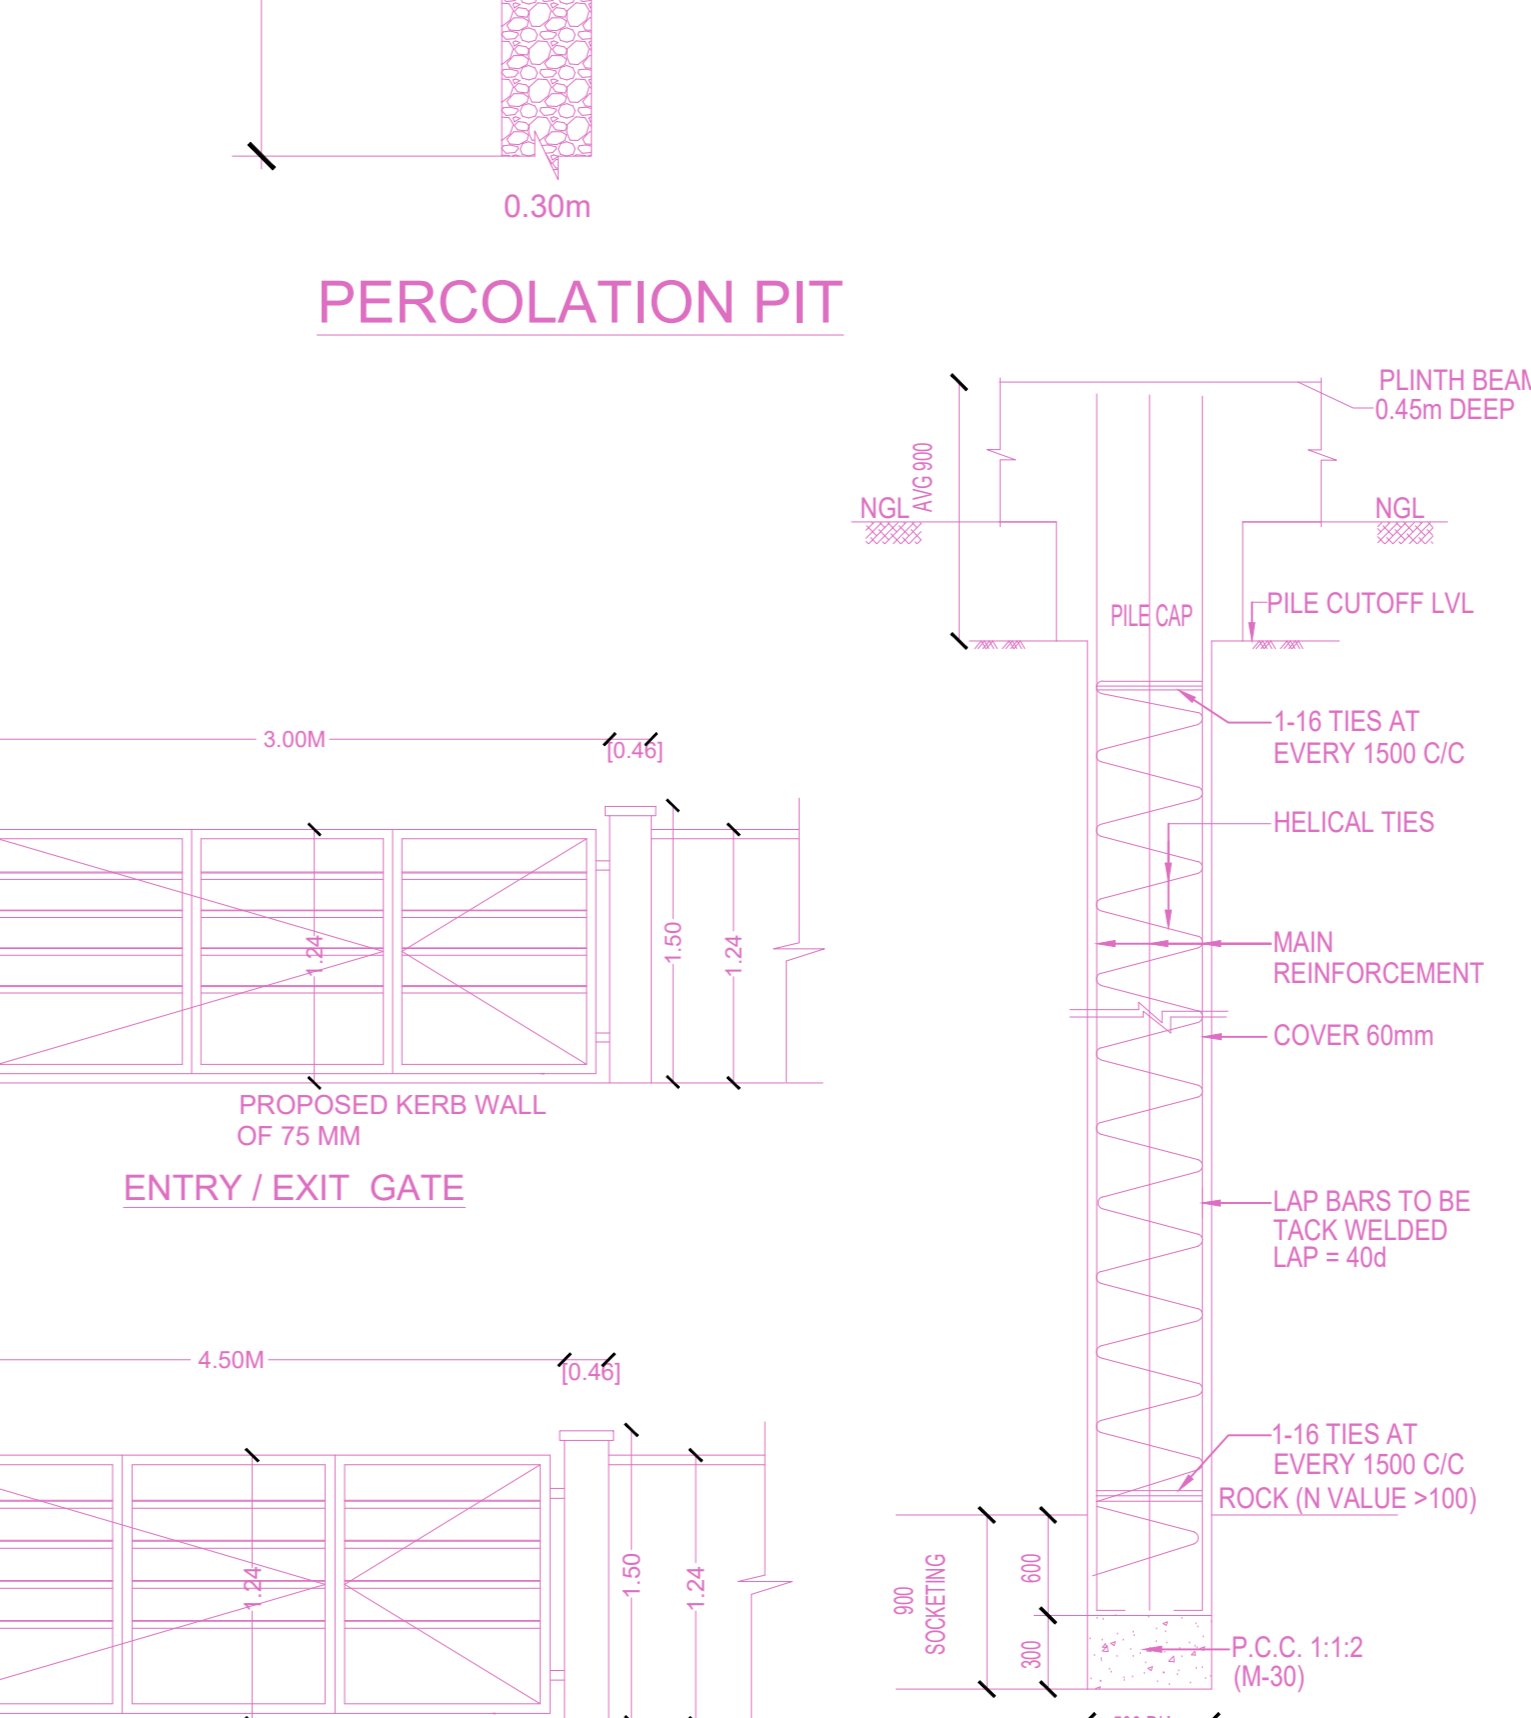 0.30m
PERCOLATION PIT
PLINTH BEAM
0.45m DEEP
AVG 900
NGL
NGL
PILE CAP
PILE CUTOFF LVL
1-16 TIES AT
EVERY 1500 C/C
HELICAL TIES
MAIN
REINFORCEMENT
COVER 60mm
LAP BARS TO BE
TACK WELDED
LAP = 40d
1-16 TIES AT
EVERY 1500 C/C
ROCK (N VALUE >100)
900
SOCKETING
600
300
P.C.C. 1:1:2
(M-30)
3.00M
[0.46]
1.24
1.50
1.24
PROPOSED KERB WALL
OF 75 MM
ENTRY / EXIT GATE
4.50M
[0.46]
1.24
1.50
1.24